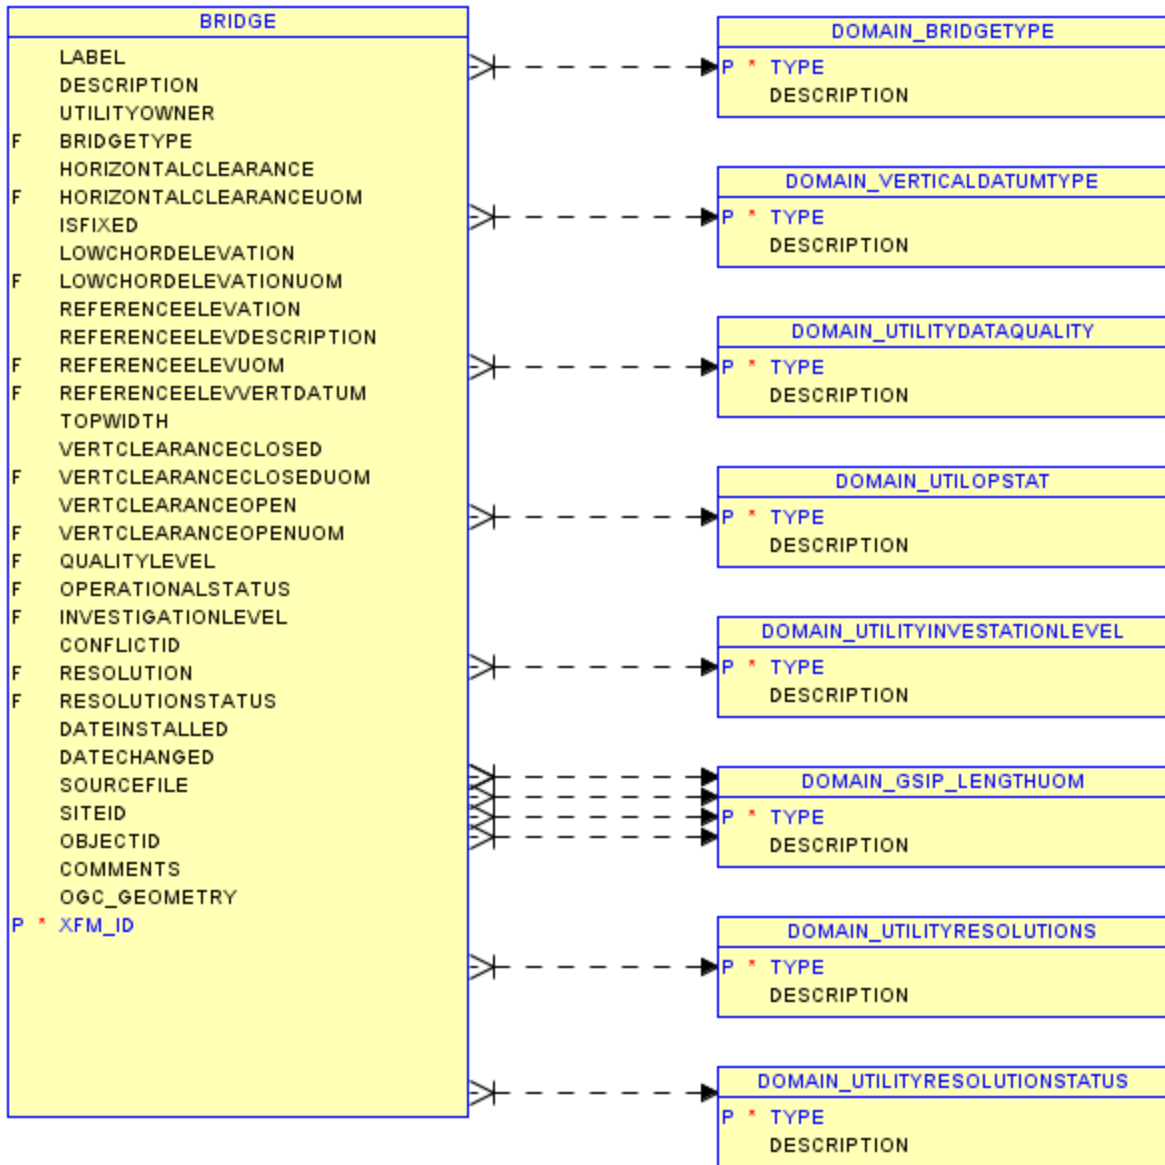 BRIDGE
LABEL
DESCRIPTION
UTILITYOWNER
F BRIDGETYPE
HORIZONTALCLEARANCE
F HORIZONTALCLEARANCEUOM
ISFIXED
LOWCHORDELEVATION
F LOWCHORDELEVATIONUOM
REFERENCEELEVATION
REFERENCEELEVDESCRIPTION
F REFERENCEELEVUOM
F REFERENCEELEVVERTDATUM
TOPWIDTH
VERTCLEARANCECLOSED
F VERTCLEARANCECLOSEDUOM
VERTCLEARANCEOPEN
F VERTCLEARANCEOPENUOM
F QUALITYLEVEL
F OPERATIONALSTATUS
F INVESTIGATIONLEVEL
CONFLICTID
F RESOLUTION
F RESOLUTIONSTATUS
DATEINSTALLED
DATECHANGED
SOURCEFILE
SITEID
OBJECTID
COMMENTS
OGC_GEOMETRY
P * XFM_ID
DOMAIN_BRIDGETYPE
P * TYPE
DESCRIPTION
DOMAIN_VERTICALDATUMTYPE
P * TYPE
DESCRIPTION
DOMAIN_UTILITYDATAQUALITY
P * TYPE
DESCRIPTION
DOMAIN_UTILOPSTAT
P * TYPE
DESCRIPTION
DOMAIN_UTILITYINVESTATIONLEVEL
P * TYPE
DESCRIPTION
DOMAIN_GSIP_LENGTHUOM
P * TYPE
DESCRIPTION
DOMAIN_UTILITYRESOLUTIONS
P * TYPE
DESCRIPTION
DOMAIN_UTILITYRESOLUTIONSTATUS
P * TYPE
DESCRIPTION